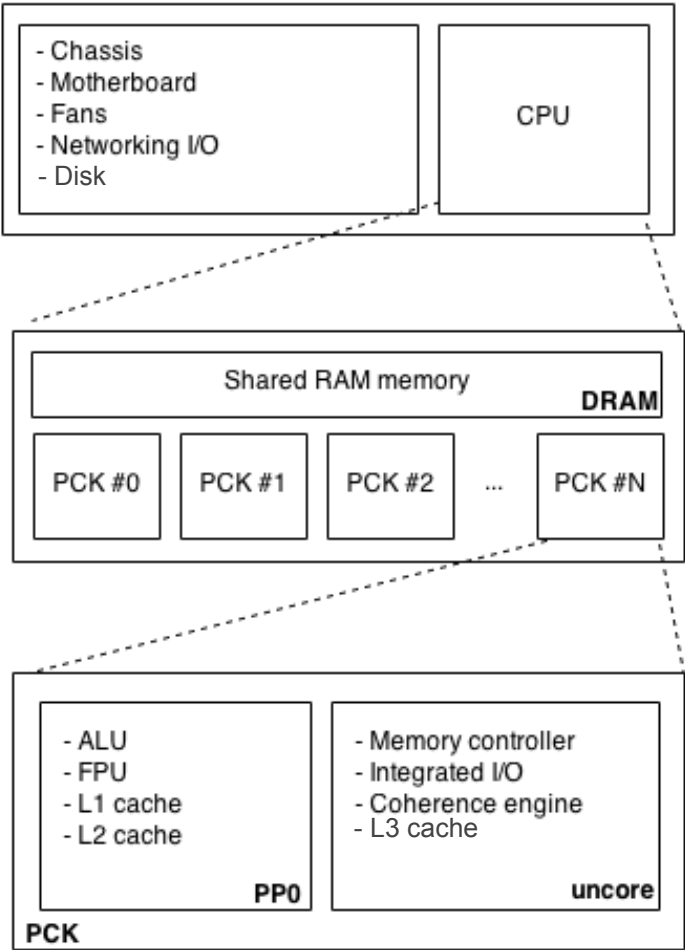 - Chassis
- Motherboard
- Fans
- Networking I/O
- Disk
CPU
Shared RAM memory
DRAM
PCK #0
PCK #1
PCK #2
...
PCK #N
- ALU
- FPU
- L1 cache
- L2 cache
PP0
- Memory controller
- Integrated I/O
- Coherence engine
- L3 cache
uncore
PCK